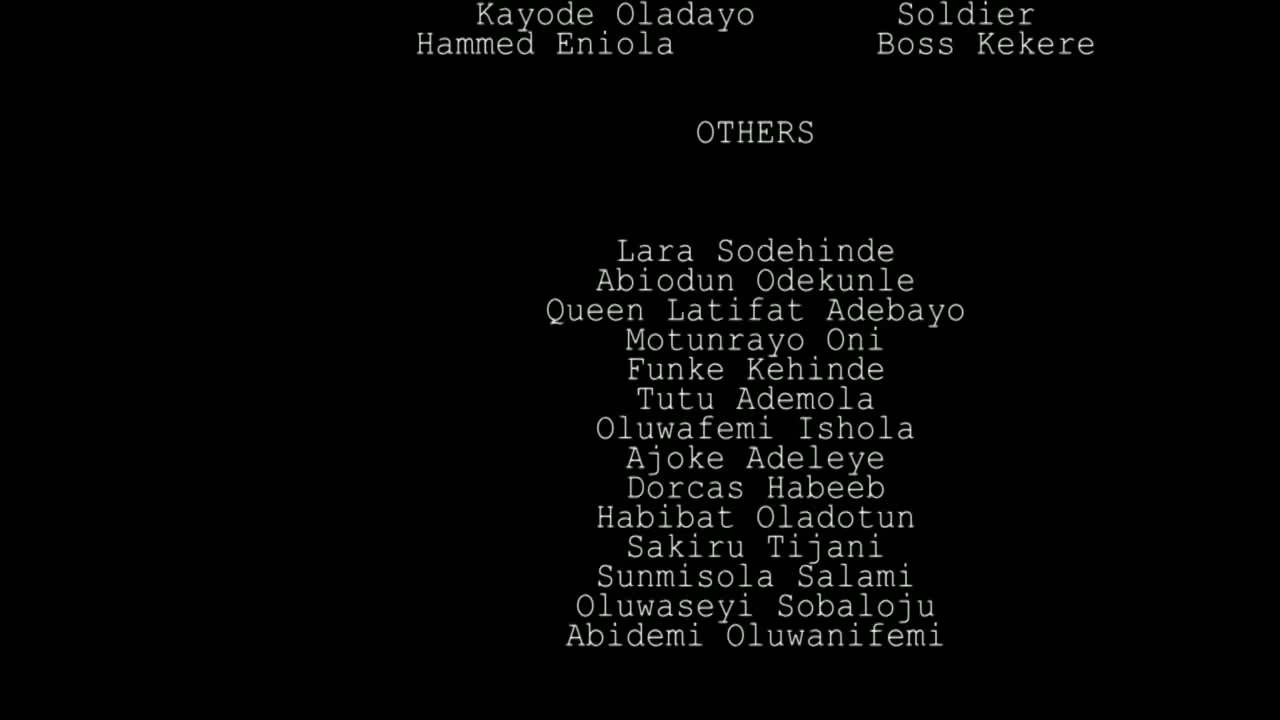 Kayode Oladayo Soldier
Hammed Eniola Boss Kekere
OTHERS
Lara Sodehinde
Abiodun Odekunle
Queen Latifat Adebayo
Motunrayo Oni
Funke Kehinde
Tutu Ademola
Oluwafemi Ishola
Ajoke Adeleye
Dorcas Habeeb
Habibat Oladotun
Sakiru Tijani
Sunmisola Salami
Oluwaseyi Sobaloju
Abidemi Oluwanifemi